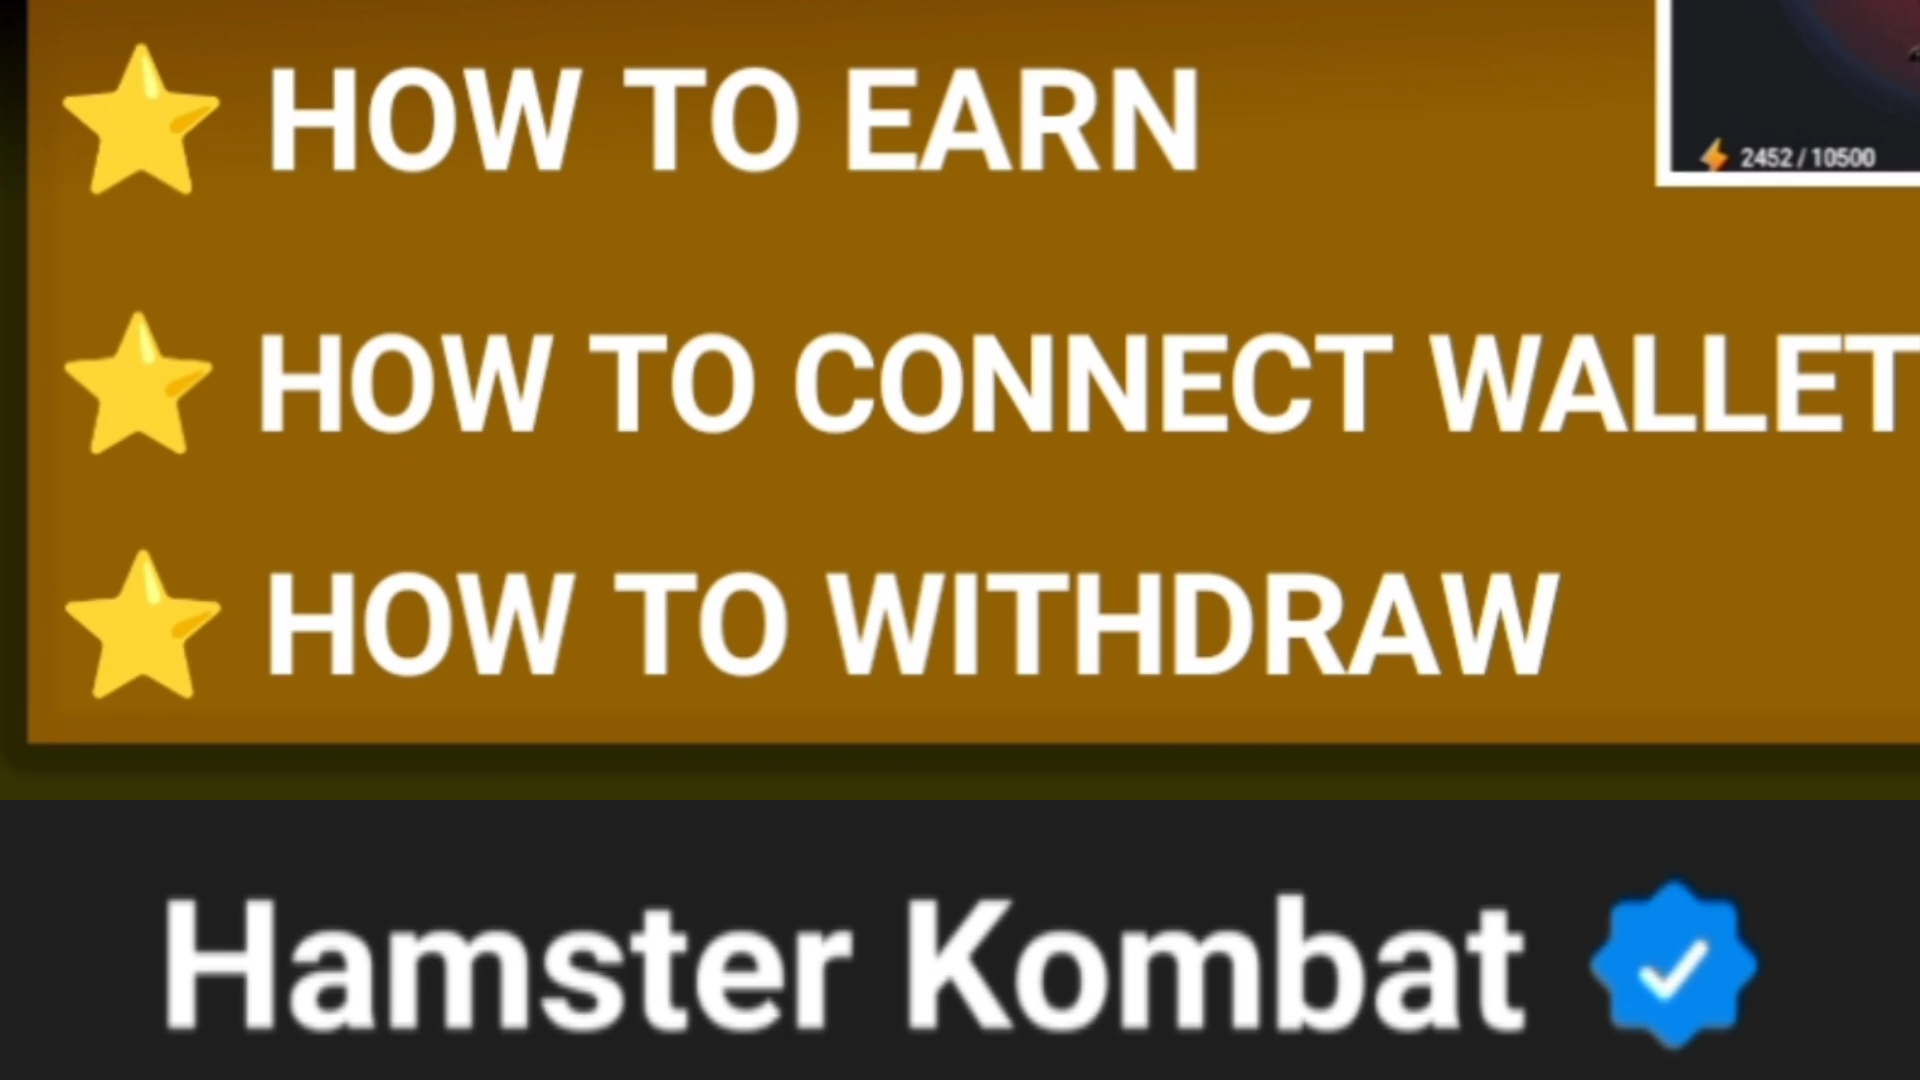 HOW TO EARN
2452 / 10500
HOW TO CONNECT WALLET
HOW TO WITHDRAW
Hamster Kombat